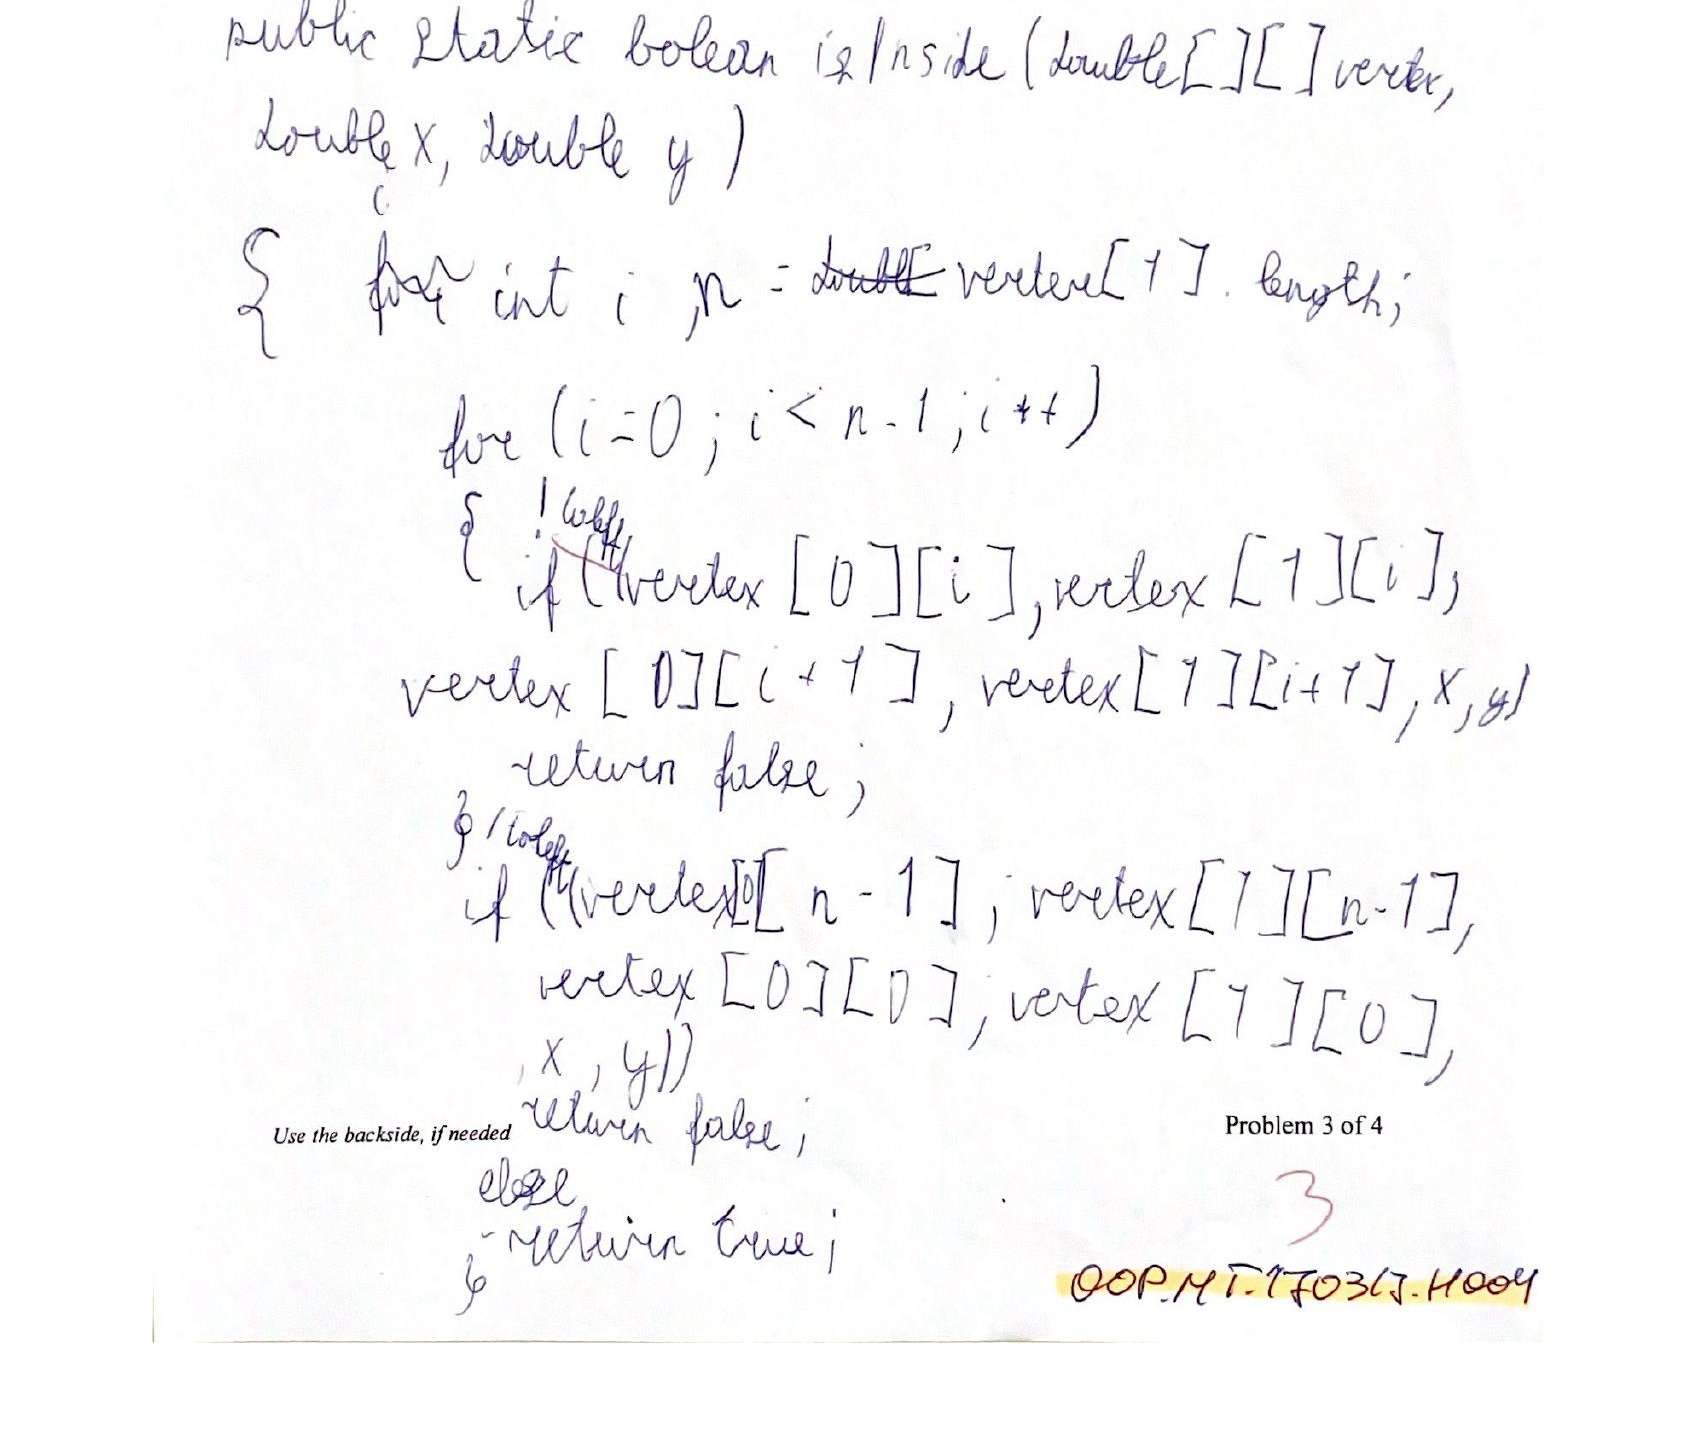 public static bolean isInside (double[][] vertex,
double x, double y)
{ int i, n = vertex[1].length;
for (i=0; i < n-1; i++)
{ ! toleft
if ((vertex [0][i], vertex [1][i],
vertex [0][i+1], vertex[1][i+1], x, y)
return false;
} ! toleft
if ((vertex[0][n-1], vertex[1][n-1],
vertex [0][0], vertex [1][0],
, x, y))
return false;
Use the backside, if needed
Problem 3 of 4
else
3
return true;
}
OOP.MT.170317.H004